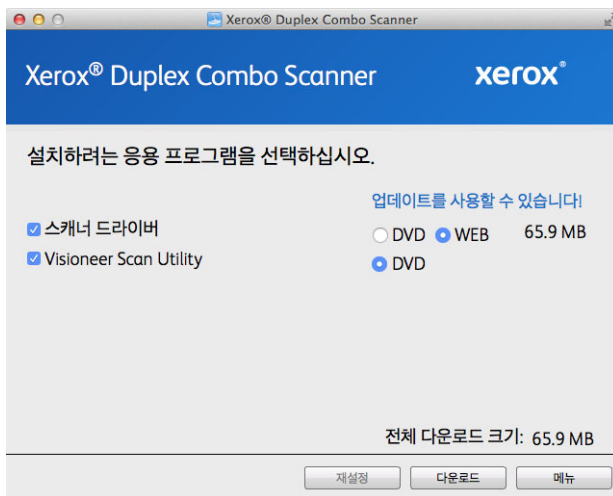 Xerox® Duplex Combo Scanner
Xerox® Duplex Combo Scanner xerox®
설치하려는 응용 프로그램을 선택하십시오.
업데이트를 사용할 수 있습니다!
스캐너 드라이버 DVD WEB 65.9 MB
Visioneer Scan Utility DVD
전체 다운로드 크기: 65.9 MB
재설정 다운로드 메뉴